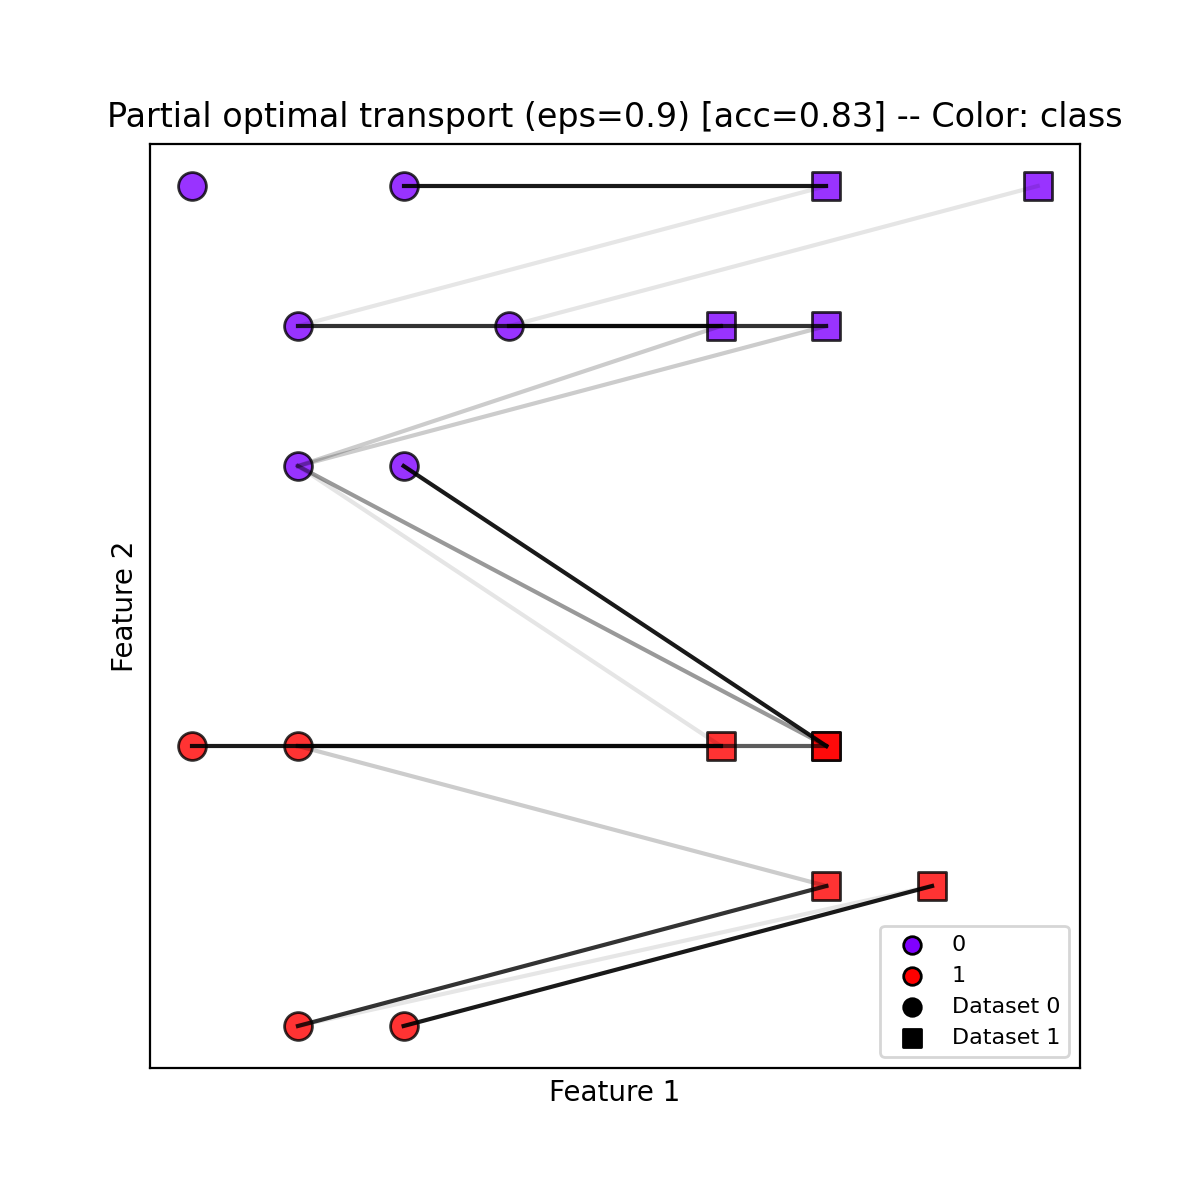 Partial optimal transport (eps=0.9) [acc=0.83] -- Color: class
Feature 2
0
1
Dataset 0
Dataset 1
Feature 1